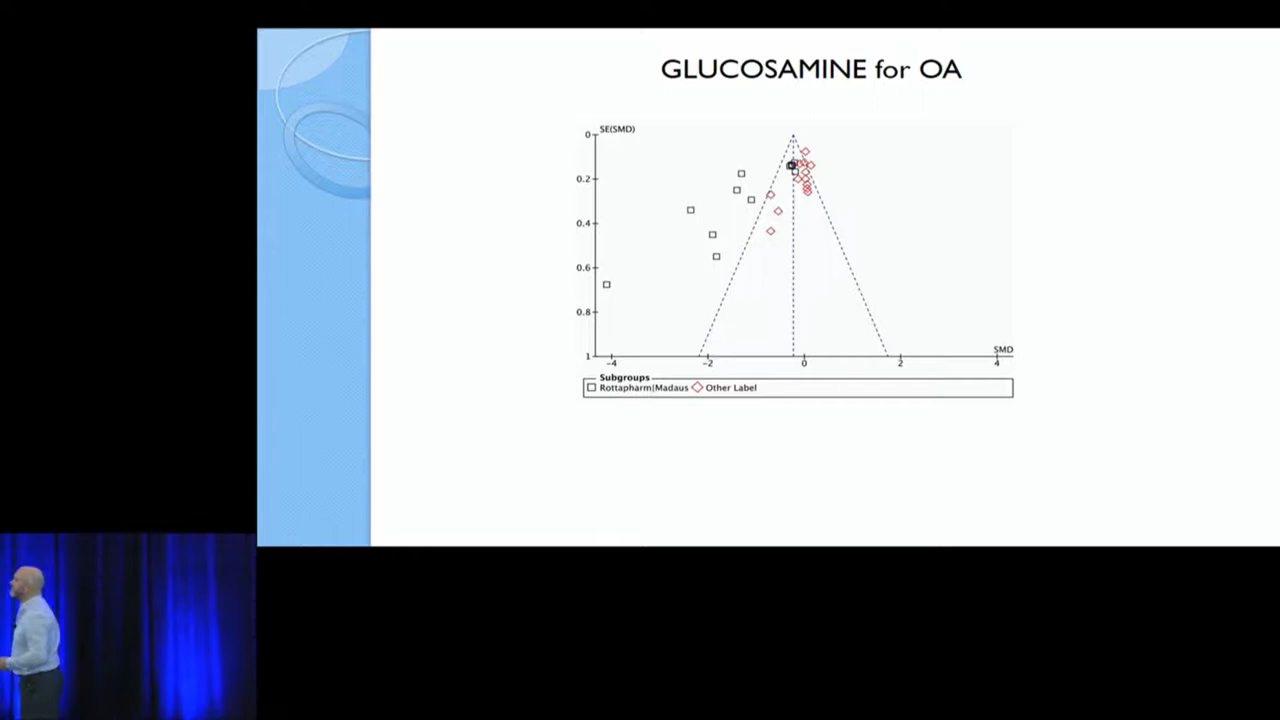 GLUCOSAMINE for OA
SE(SMD)
0
0.2
0.4
0.6
0.8
1
-4
-2
0
2
4
SMD
Subgroups
Rottapharm|Madaus
Other Label